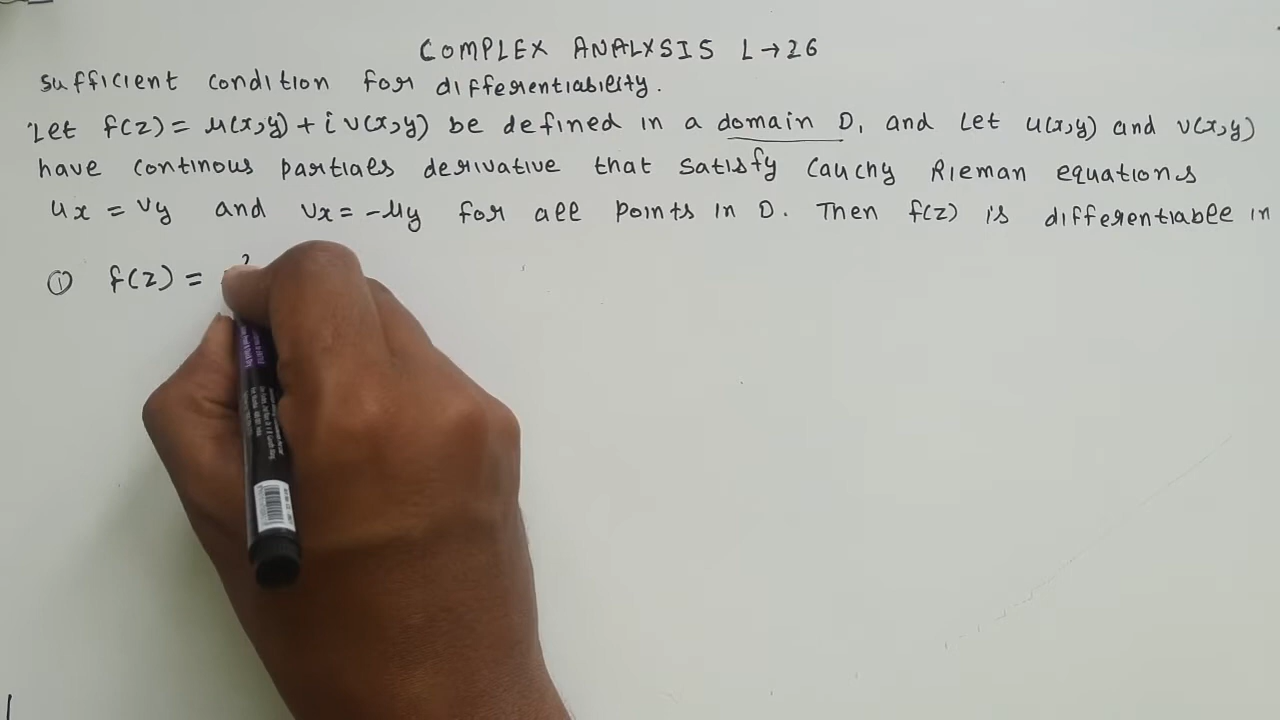 COMPLEX ANALYSIS L→26
sufficient condition for differentiability.
Let f(z) = u(x,y) + i v(x,y) be defined in a domain D, and Let u(x,y) and v(x,y)
have continous partials derivative that satisfy Cauchy Rieman equations
ux = vy and vx = -uy for all points in D. Then f(z) is differentiable in
① f(z) =